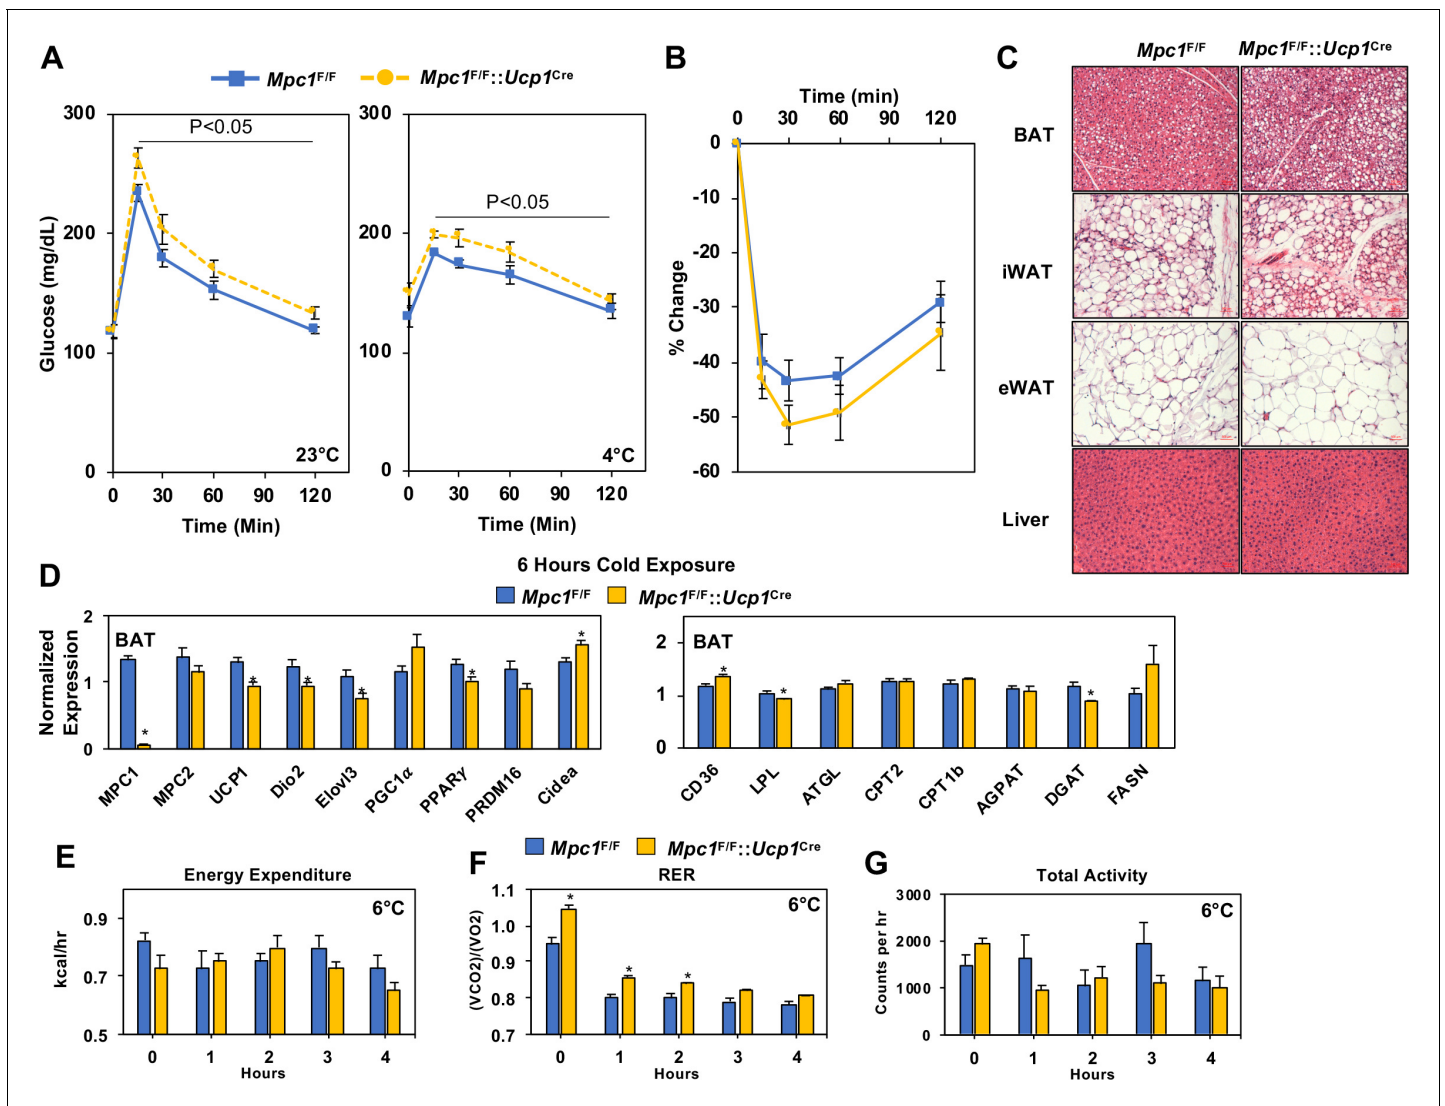 A
Mpc1F/F
Mpc1F/F::Ucp1Cre
300
200
100
0
Glucose (mg/dL)
P<0.05
23°C
0 30 60 90 120
Time (Min)
300
200
100
0
P<0.05
4°C
0 30 60 90 120
Time (Min)
B
Time (min)
0 30 60 90 120
0
-10
-20
-30
-40
-50
-60
% Change
C
Mpc1F/F Mpc1F/F::Ucp1Cre
BAT
iWAT
eWAT
Liver
D
6 Hours Cold Exposure
Mpc1F/F Mpc1F/F::Ucp1Cre
Normalized
Expression
2
1
0
BAT
* * * * * *
MPC1 MPC2 UCP1 Dio2 Elovl3 PGC1α PPARγ PRDM16 Cidea
2
1
0
BAT
* * *
CD36 LPL ATGL CPT2 CPT1b AGPAT DGAT FASN
Mpc1F/F Mpc1F/F::Ucp1Cre
E
Energy Expenditure
6°C
kcal/hr
0.9
0.7
0.5
0 1 2 3 4
Hours
F
RER
6°C
(VCO2)/(VO2)
1.1
1.0
0.9
0.8
0.7
* * *
0 1 2 3 4
Hours
G
Total Activity
6°C
Counts per hr
3000
2000
1000
0
0 1 2 3 4
Hours